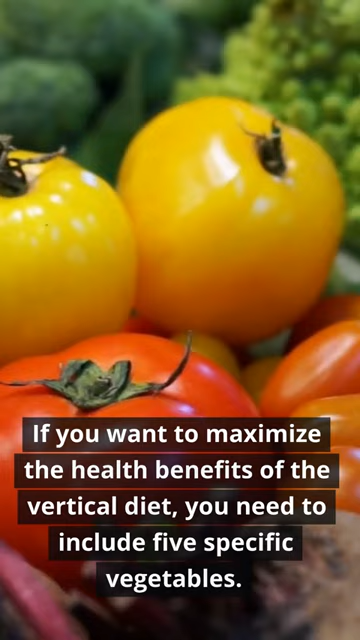 If you want to maximize
the health benefits of the
vertical diet, you need to
include five specific
vegetables.